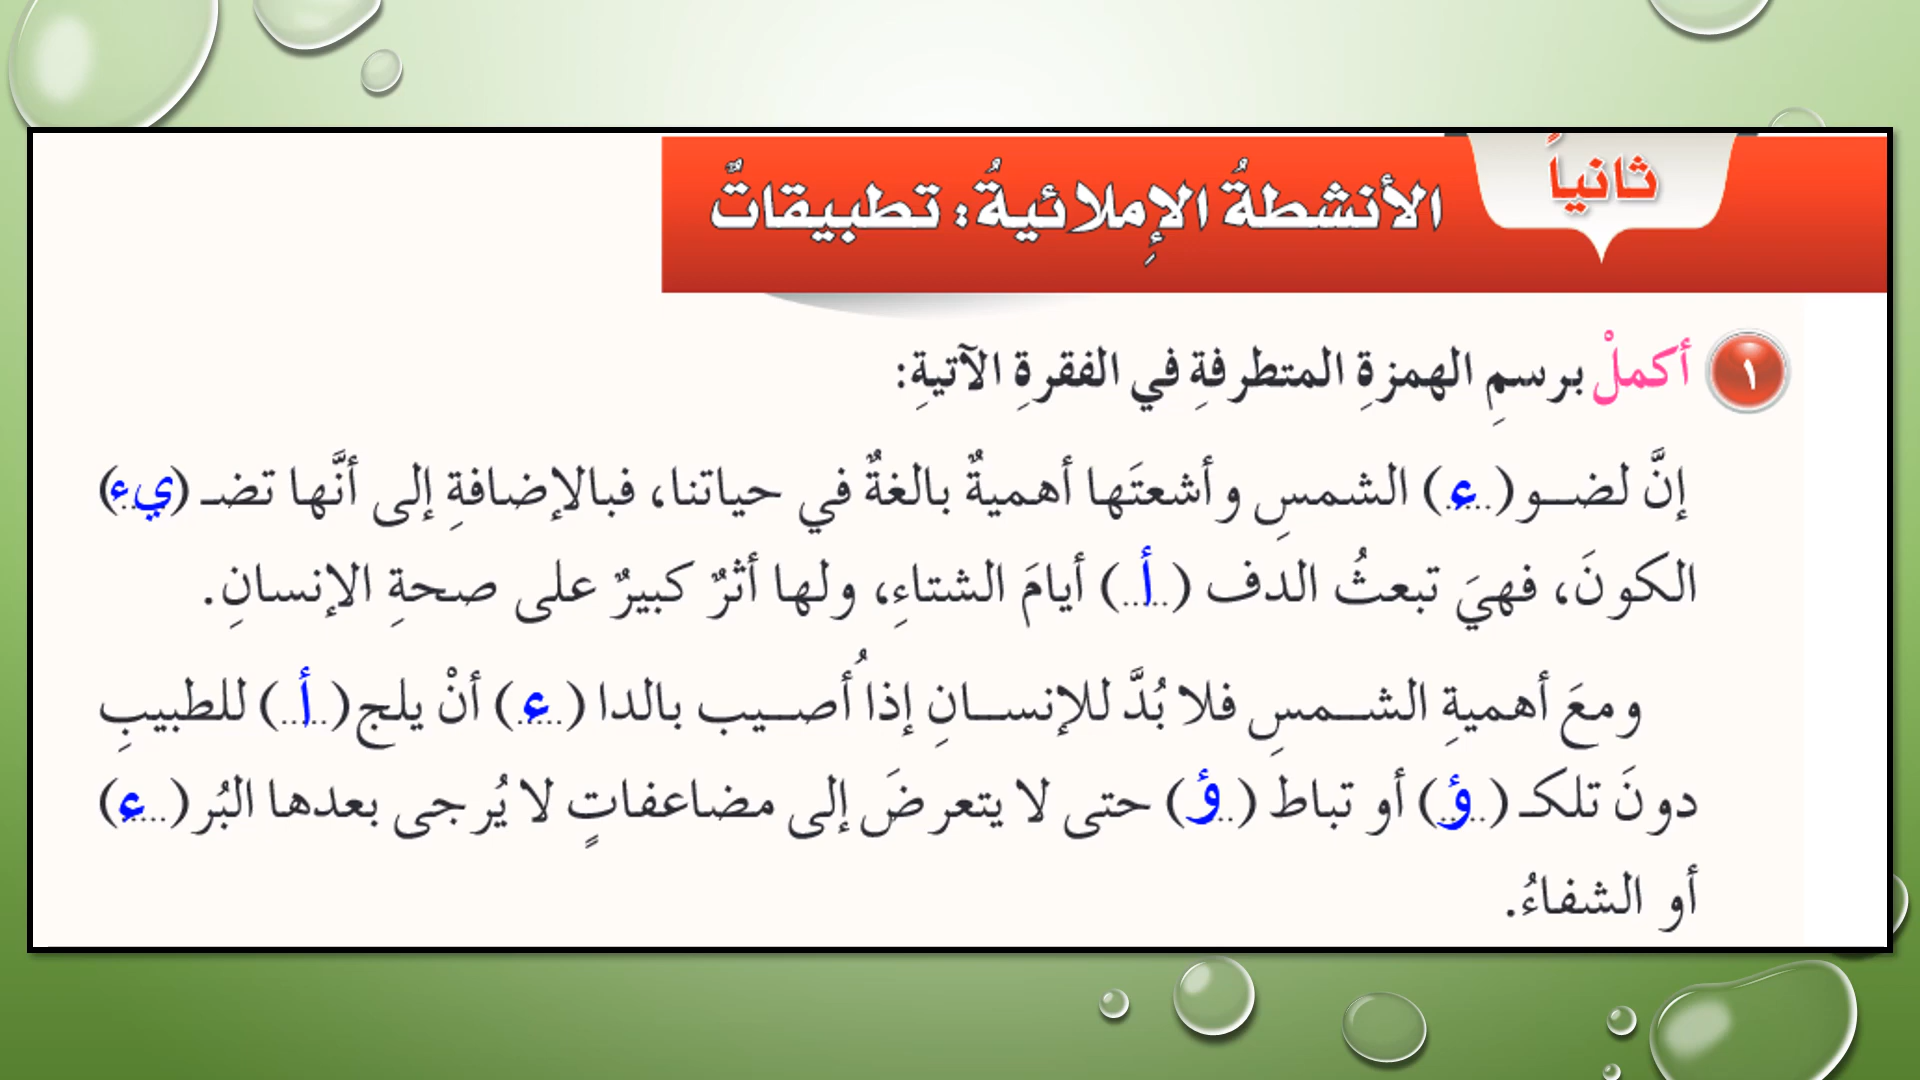 ثانياً
الأنشطةُ الإِملائيةُ: تطبيقاتٌ
١ أكملْ برسمِ الهمزةِ المتطرفةِ في الفقرةِ الآتيةِ:
إنَّ لضـو(..ء..) الشمسِ وأشعتَها أهميةٌ بالغةٌ في حياتنا، فبالإضافةِ إلى أنَّها تضـ (يء..)
الكونَ، فهيَ تبعثُ الدف (..أ..) أيامَ الشتاءِ، ولها أثرٌ كبيرٌ على صحةِ الإنسانِ.
ومعَ أهميةِ الشـمسِ فلا بُدَّ للإنسـانِ إذا أُصـيب بالدا (..ء..) أنْ يلج(..أ..) للطبيبِ
دونَ تلكـ (..ؤ..) أو تباط (..ؤ) حتى لا يتعرضَ إلى مضاعفاتٍ لا يُرجى بعدها البُر(....ء)
أو الشفاءُ.